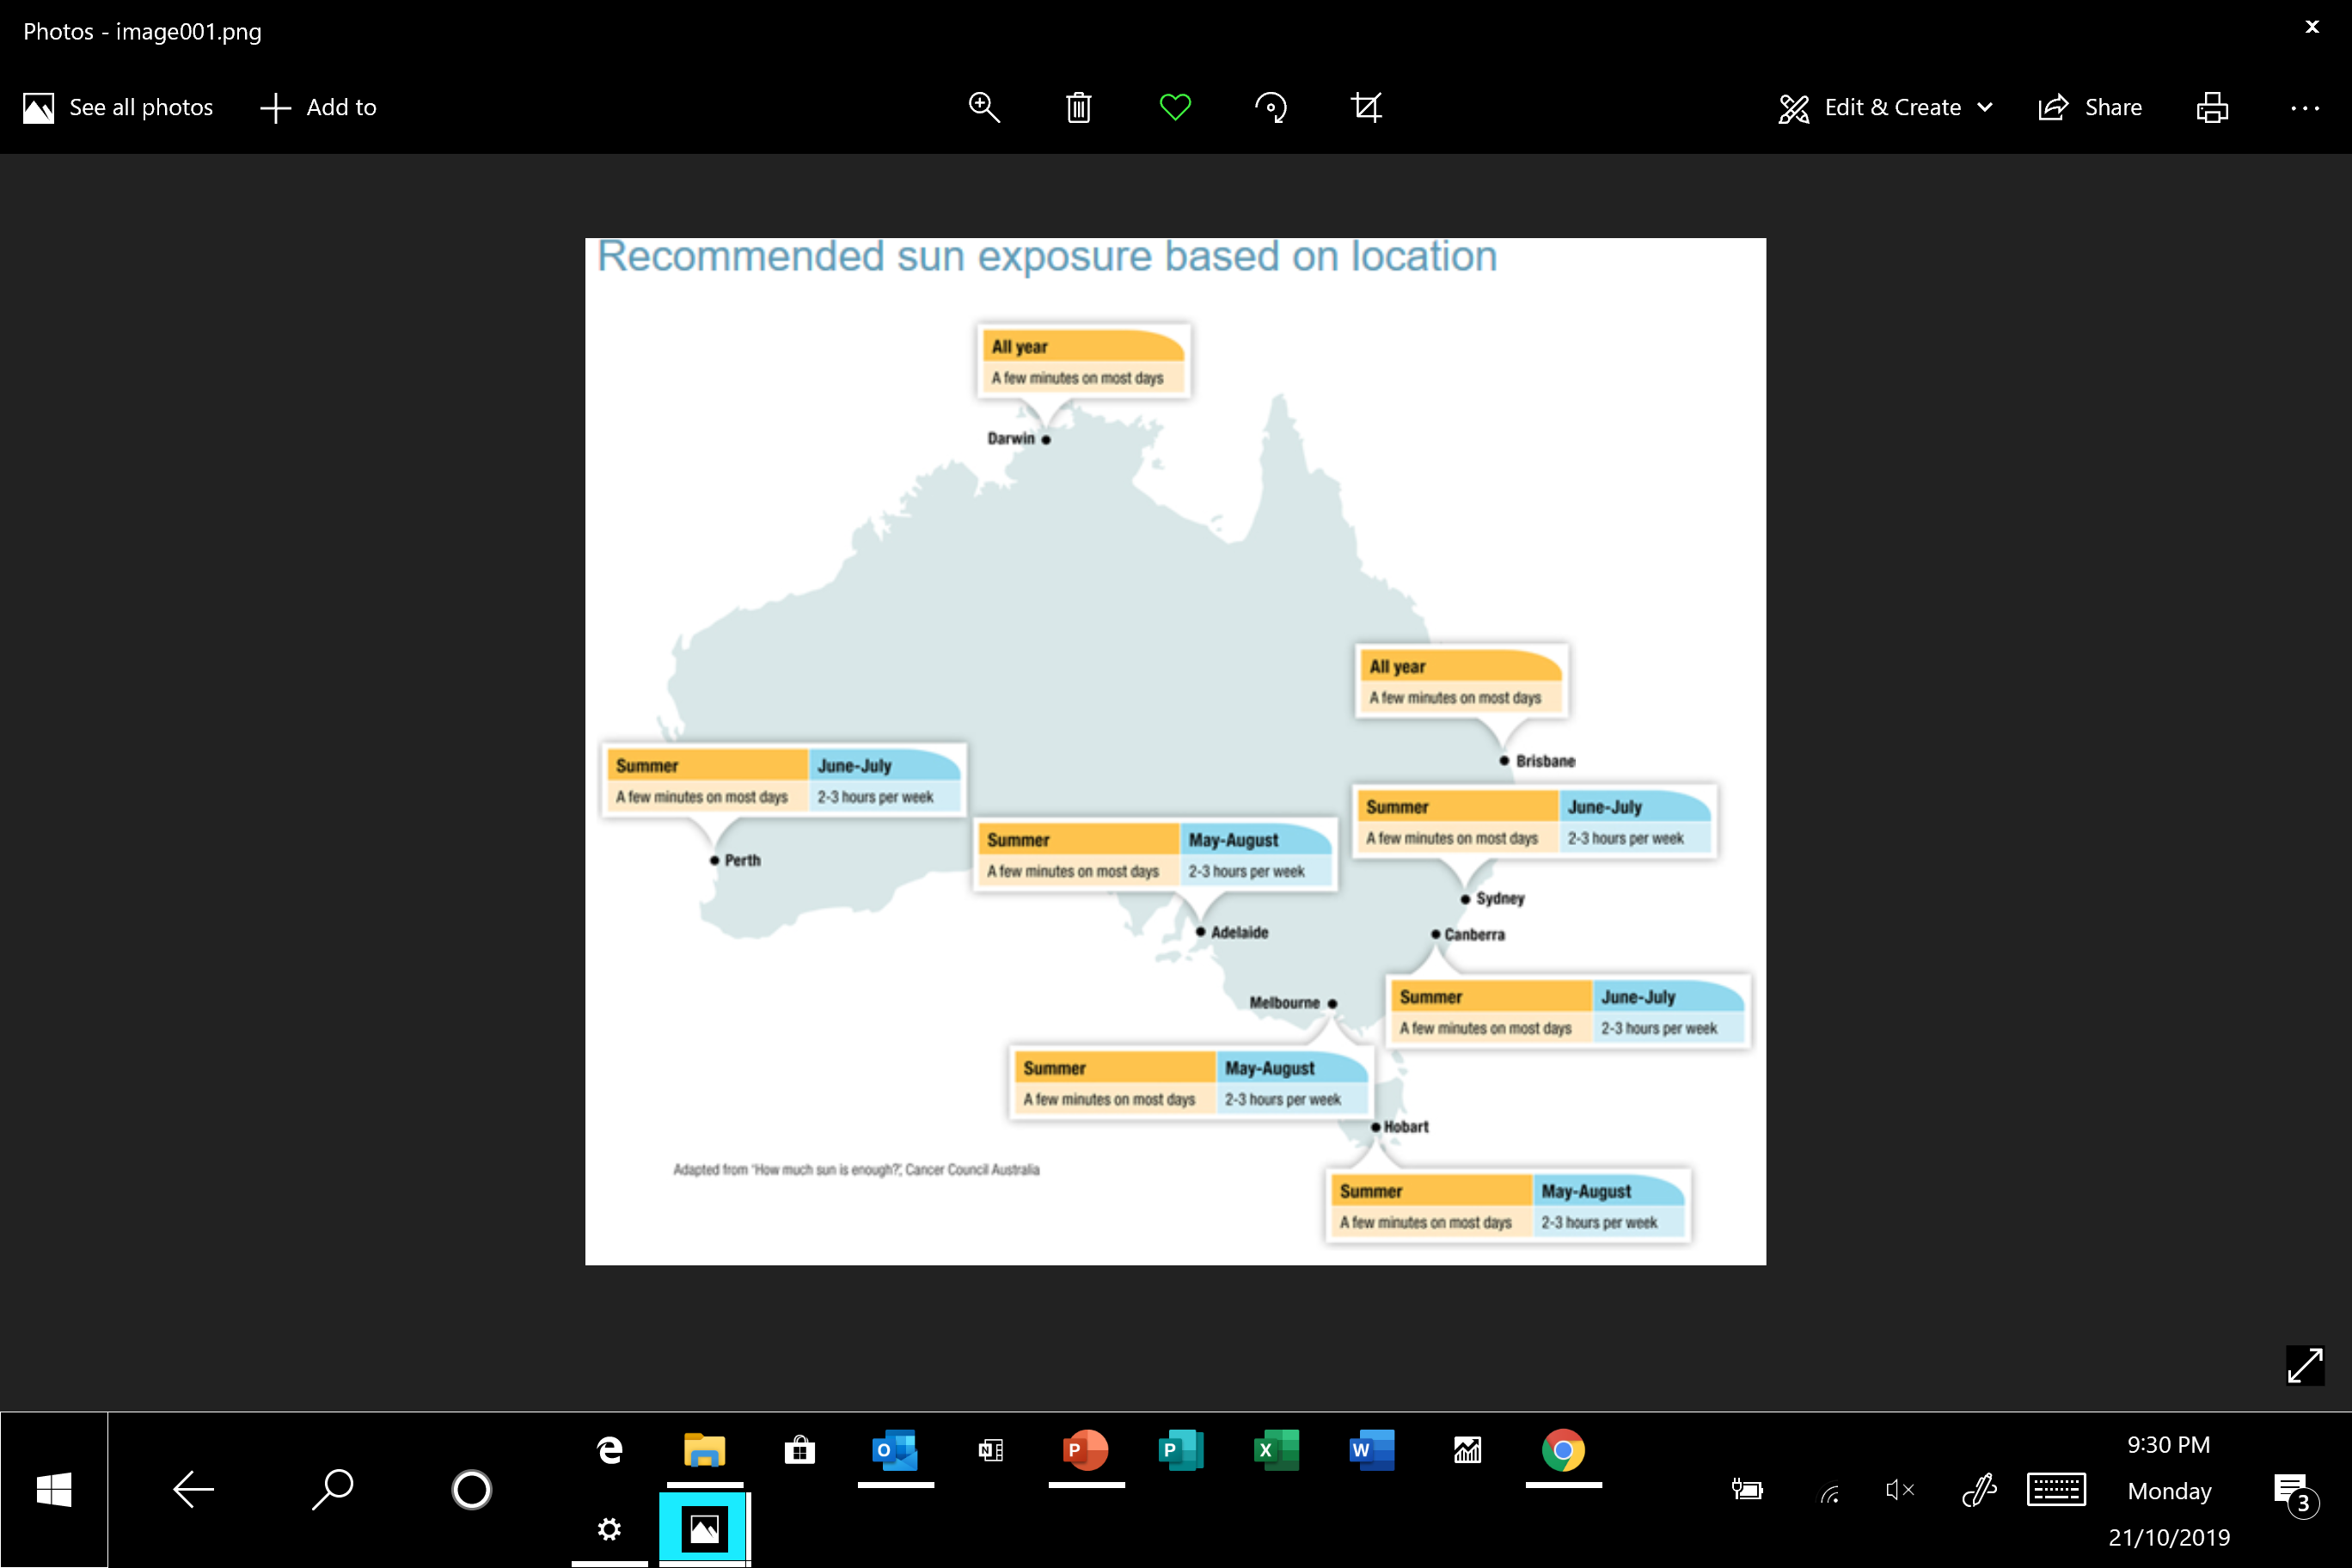 Photos - image001.png
x
See all photos
Add to
Edit & Create
Share
Recommended sun exposure based on location
All year
A few minutes on most days
Darwin
All year
A few minutes on most days
Brisbane
Summer June-July
A few minutes on most days 2-3 hours per week
Perth
Summer May-August
A few minutes on most days 2-3 hours per week
Adelaide
Summer June-July
A few minutes on most days 2-3 hours per week
Sydney
Canberra
Summer June-July
A few minutes on most days 2-3 hours per week
Melbourne
Summer May-August
A few minutes on most days 2-3 hours per week
Hobart
Summer May-August
A few minutes on most days 2-3 hours per week
Adapted from 'How much sun is enough?', Cancer Council Australia
O
N
P
P
X
W
9:30 PM
Monday
21/10/2019
3